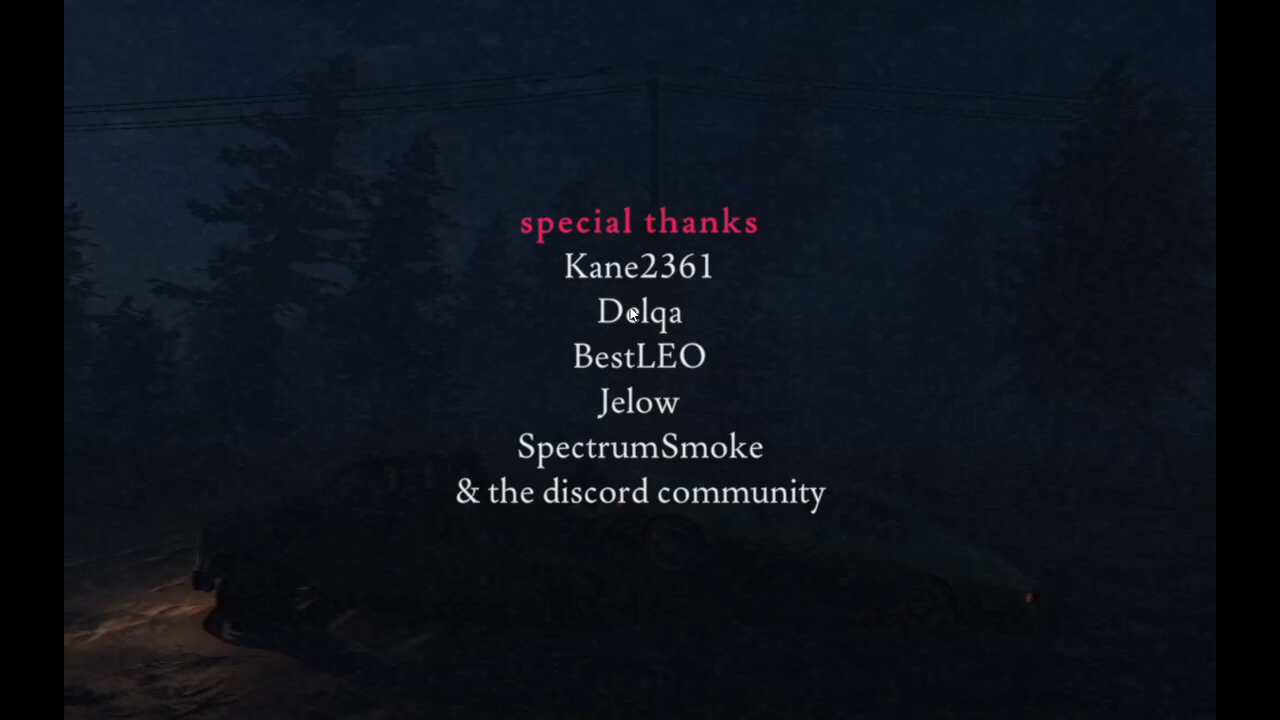 special thanks
Kane2361
Delqa
BestLEO
Jelow
SpectrumSmoke
& the discord community